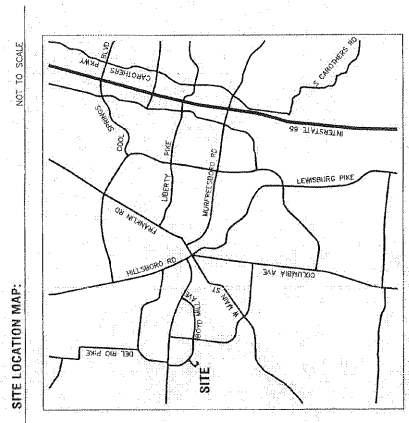 SITE LOCATION MAP:
NOT TO SCALE
COOL SPRINGS BLVD
CAROTHERS PKWY
S CAROTHERS RD
INTERSTATE 65
LIBERTY PIKE
MURFREESBORO RD
LEWISBURG PIKE
FRANKLIN RD
HILLSBORO RD
COLUMBIA AVE
W MAIN ST
BOYD MILL AVE
DEL RIO PIKE
SITE